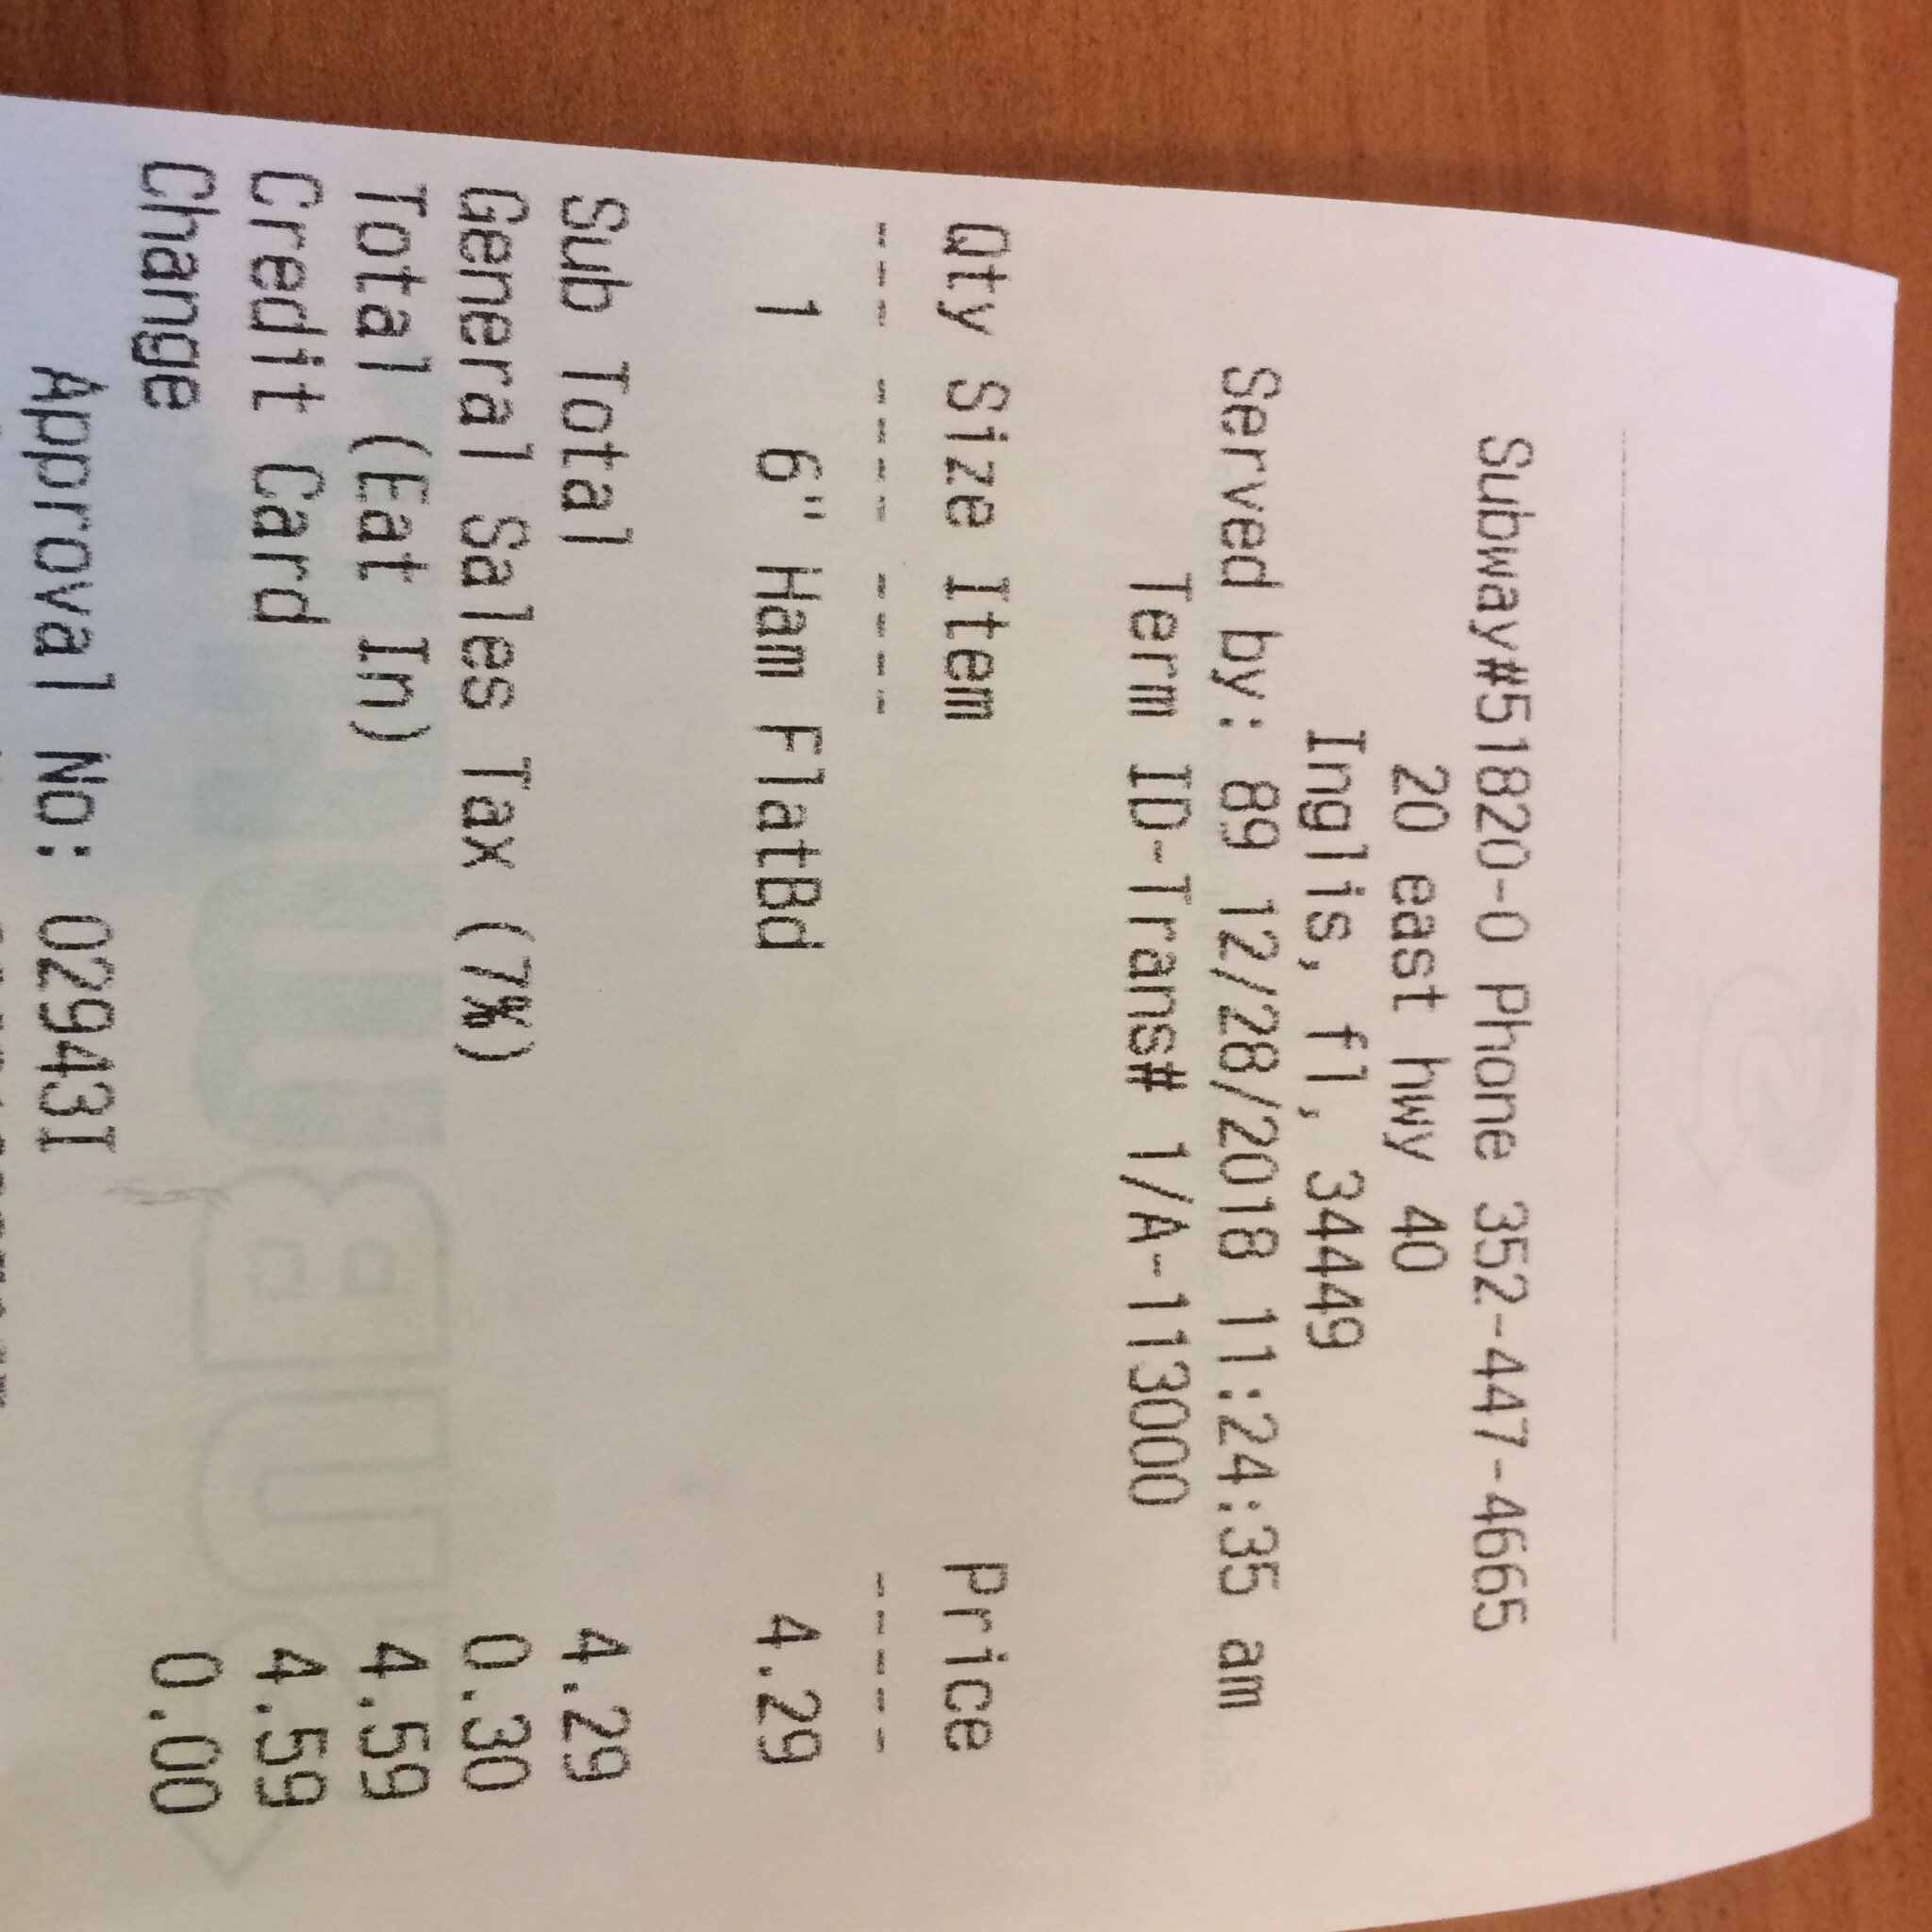 Subway#51820-0 Phone 352-447-4665
20 east hwy 40
Inglis, fl, 34449
Served by: 89 12/28/2018 11:24:35 am
Term ID-Trans# 1/A-113000
Qty Size Item Price
--- ---- ---- -----
1 6" Ham FlatBd 4.29
Sub Total 4.29
General Sales Tax (7%) 0.30
Total (Eat In) 4.59
Credit Card 4.59
Change 0.00
Approval No: 02943I